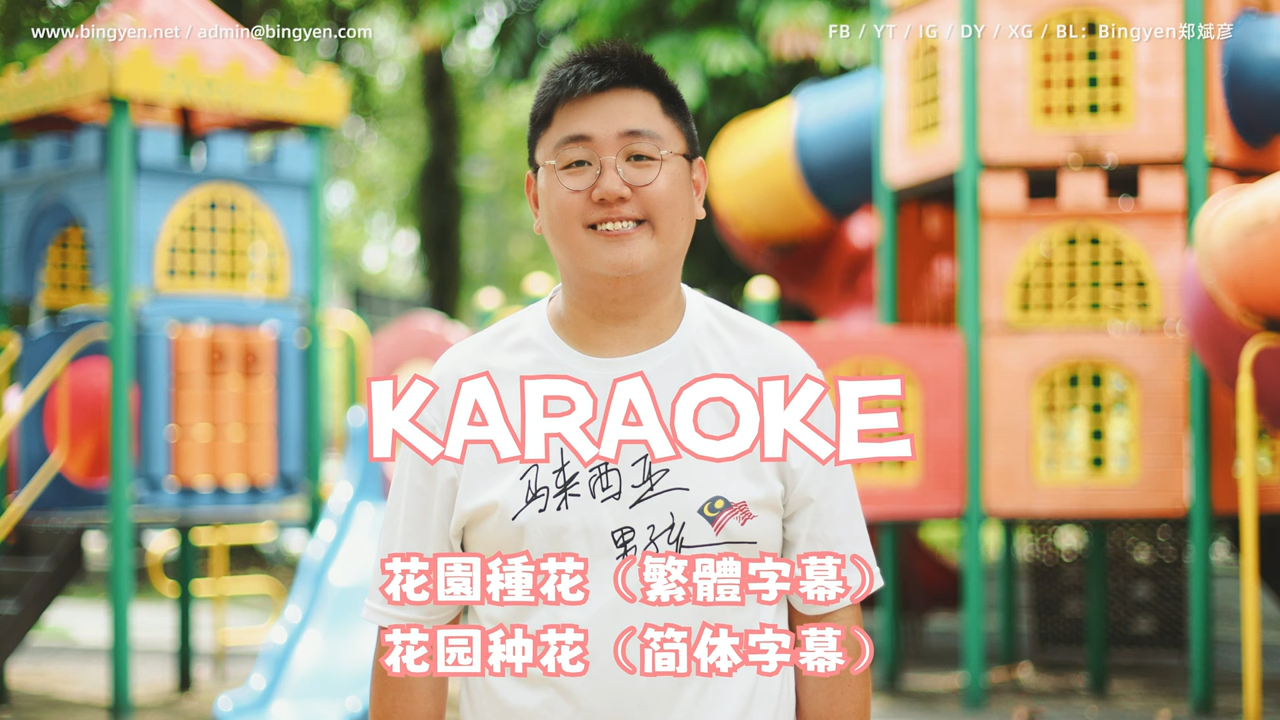 www.bingyen.net / admin@bingyen.com
FB / YT / IG / DY / XG / BL: Bingyen郑斌彦
KARAOKE
马来西亚
男孩
花園種花（繁體字幕）
花园种花（简体字幕）